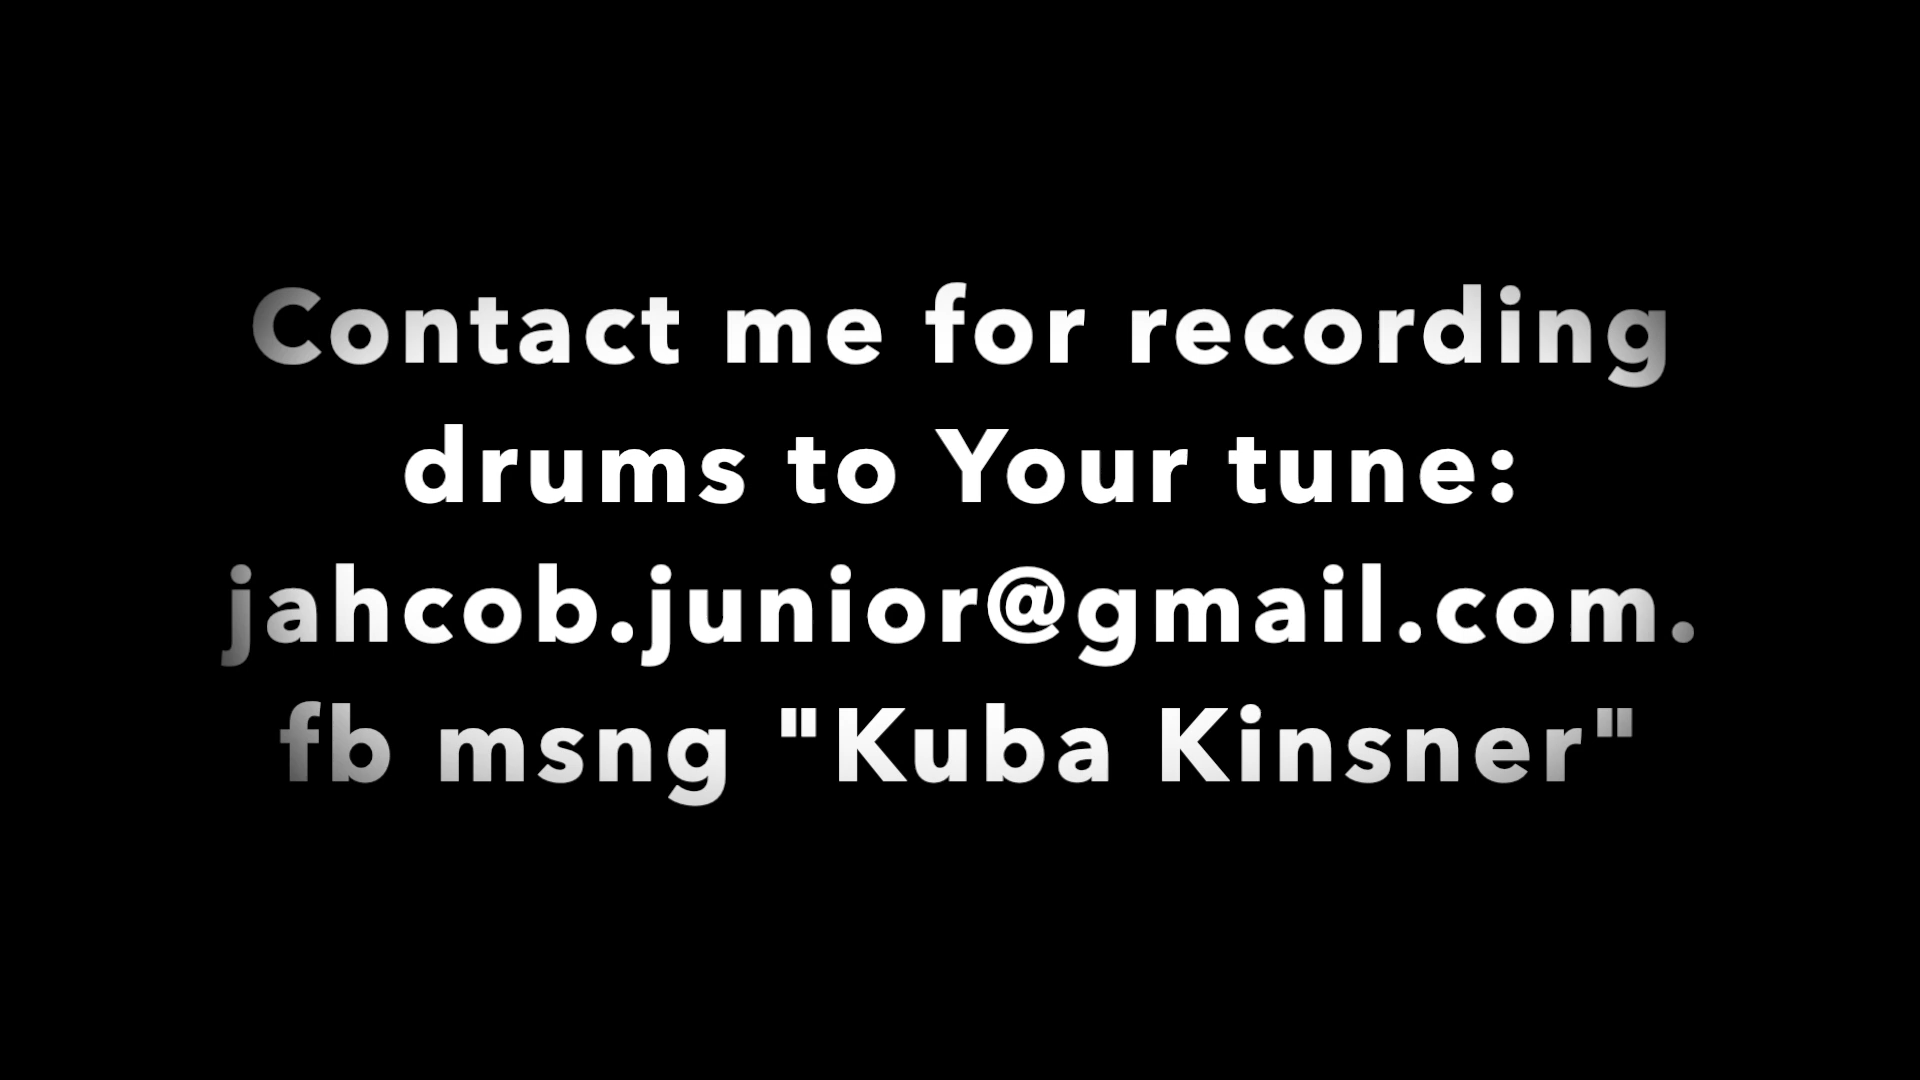 Contact me for recording
drums to Your tune:
jahcob.junior@gmail.com.
fb msng "Kuba Kinsner"